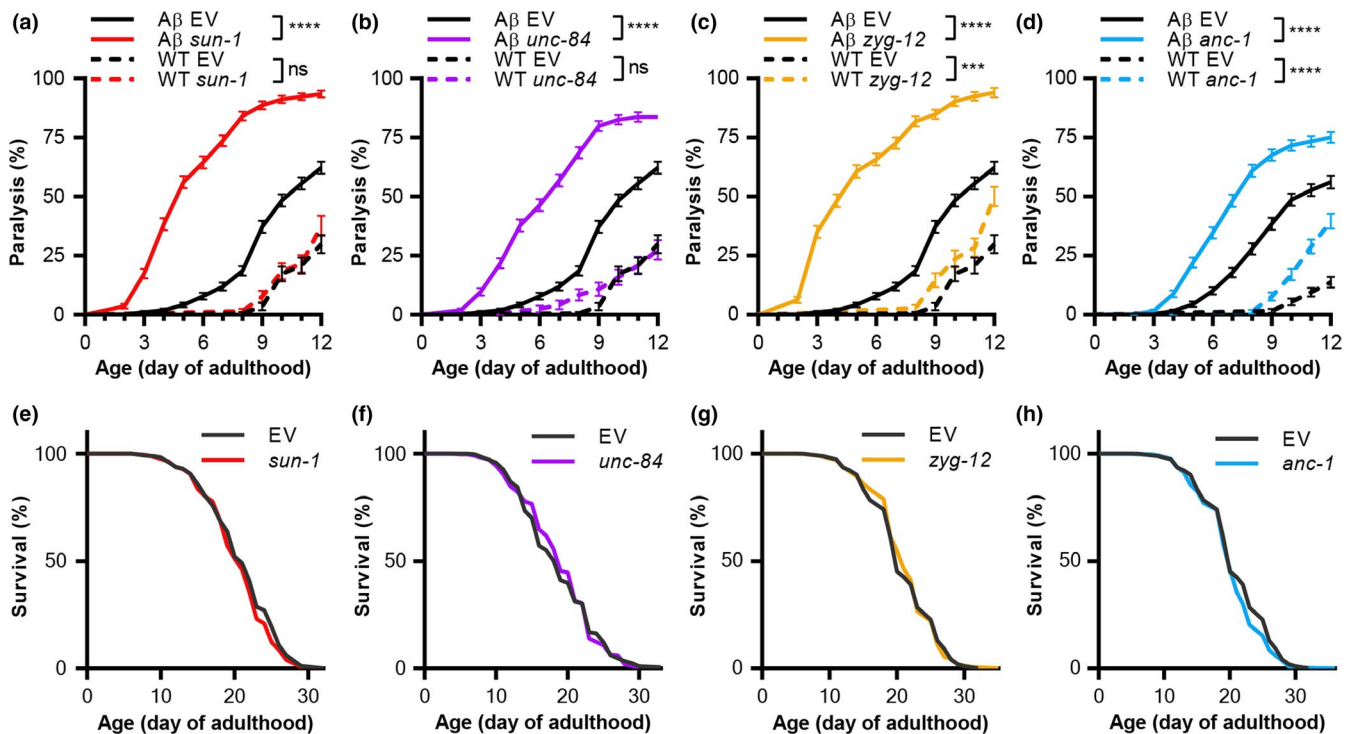 (a)
Aβ EV
Aβ sun-1
****
WT EV
WT sun-1
ns
100
75
50
25
0
Paralysis (%)
0 3 6 9 12
Age (day of adulthood)
(b)
Aβ EV
Aβ unc-84
****
WT EV
WT unc-84
ns
100
75
50
25
0
Paralysis (%)
0 3 6 9 12
Age (day of adulthood)
(c)
Aβ EV
Aβ zyg-12
****
WT EV
WT zyg-12
***
100
75
50
25
0
Paralysis (%)
0 3 6 9 12
Age (day of adulthood)
(d)
Aβ EV
Aβ anc-1
****
WT EV
WT anc-1
****
100
75
50
25
0
Paralysis (%)
0 3 6 9 12
Age (day of adulthood)
(e)
EV
sun-1
100
50
0
Survival (%)
0 10 20 30
Age (day of adulthood)
(f)
EV
unc-84
100
50
0
Survival (%)
0 10 20 30
Age (day of adulthood)
(g)
EV
zyg-12
100
50
0
Survival (%)
0 10 20 30
Age (day of adulthood)
(h)
EV
anc-1
100
50
0
Survival (%)
0 10 20 30
Age (day of adulthood)